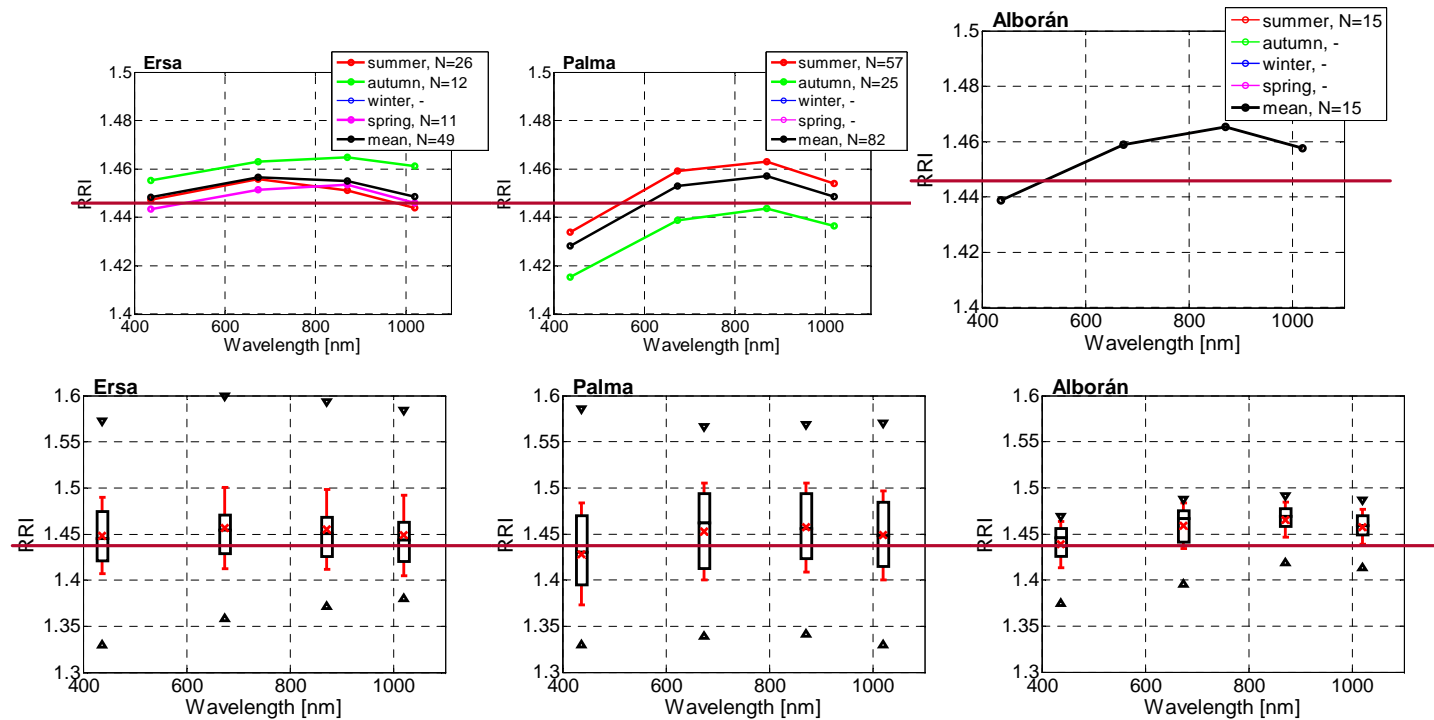 Ersa
summer, N=26
autumn, N=12
winter, -
spring, N=11
mean, N=49
1.5
1.48
1.46
1.44
1.42
1.4
RRI
400 600 800 1000
Wavelength [nm]
Palma
summer, N=57
autumn, N=25
winter, -
spring, -
mean, N=82
1.5
1.48
1.46
1.44
1.42
1.4
RRI
400 600 800 1000
Wavelength [nm]
Alborán
summer, N=15
autumn, -
winter, -
spring, -
mean, N=15
1.5
1.48
1.46
1.44
1.42
1.4
RRI
400 600 800 1000
Wavelength [nm]
Ersa
1.6
1.55
1.5
1.45
1.4
1.35
1.3
RRI
400 600 800 1000
Wavelength [nm]
Palma
1.6
1.55
1.5
1.45
1.4
1.35
1.3
RRI
400 600 800 1000
Wavelength [nm]
Alborán
1.6
1.55
1.5
1.45
1.4
1.35
1.3
RRI
400 600 800 1000
Wavelength [nm]